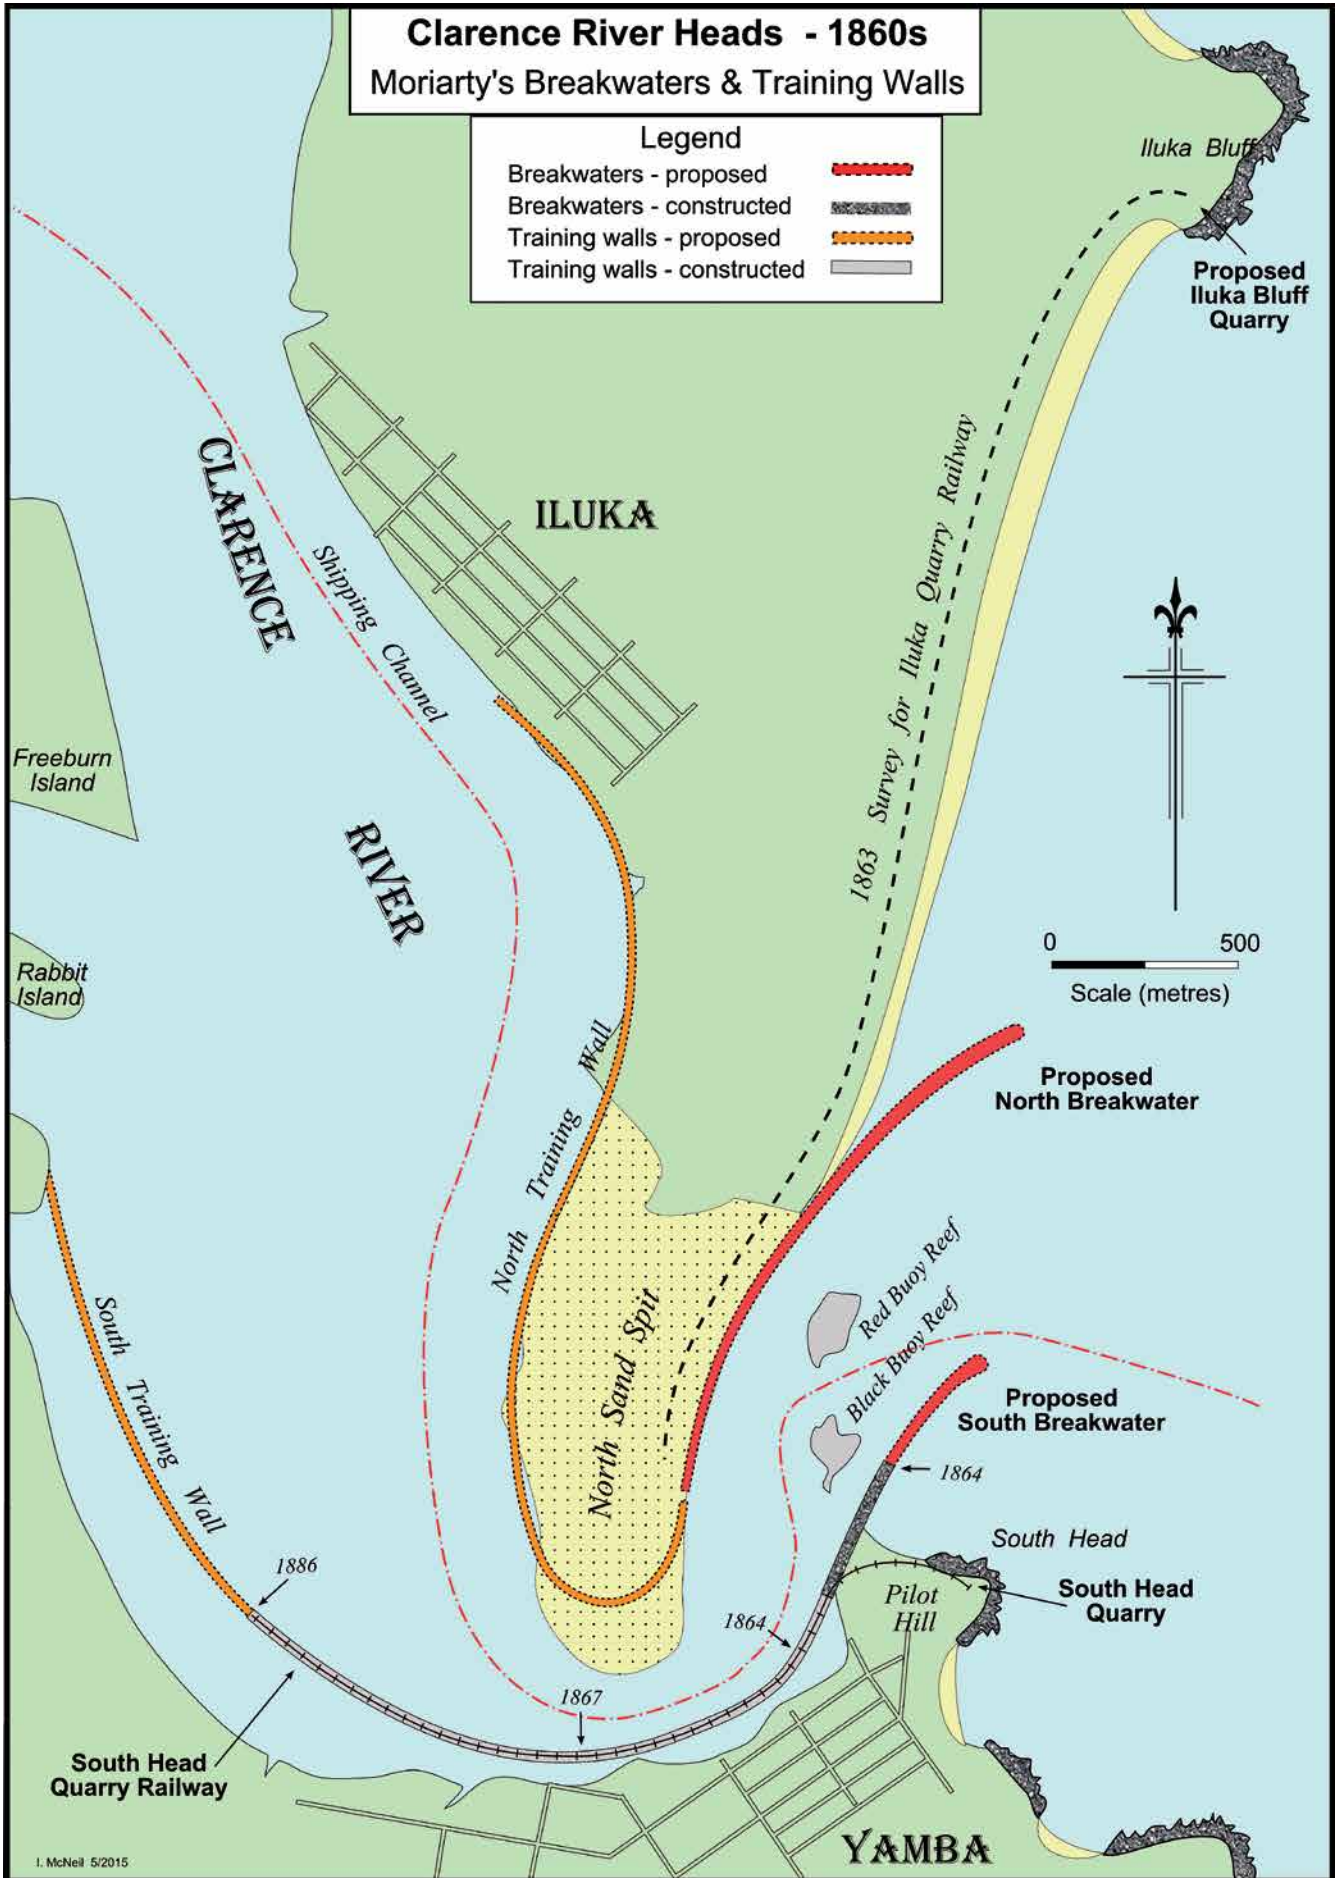 Clarence River Heads - 1860s
Moriarty's Breakwaters & Training Walls
Legend
Breakwaters - proposed
Breakwaters - constructed
Training walls - proposed
Training walls - constructed
Iluka Bluff
Proposed
Iluka Bluff
Quarry
CLARENCE
RIVER
Shipping Channel
ILUKA
1863 Survey for Iluka Quarry Railway
Freeburn
Island
Rabbit
Island
0 500
Scale (metres)
Proposed
North Breakwater
North Training Wall
South Training Wall
North Sand Spit
Red Buoy Reef
Black Buoy Reef
Proposed
South Breakwater
1864
South Head
South Head
Quarry
Pilot
Hill
1886
1864
1867
South Head
Quarry Railway
YAMBA
I. McNeil 5/2015